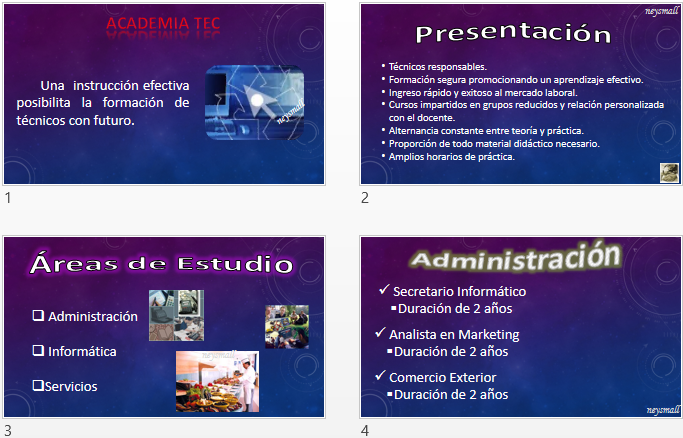 ACADEMIA TEC
Una instrucción efectiva
posibilita la formación de
técnicos con futuro.
neysmall
1
neysmall
Presentación
• Técnicos responsables.
• Formación segura promocionando un aprendizaje efectivo.
• Ingreso rápido y exitoso al mercado laboral.
• Cursos impartidos en grupos reducidos y relación personalizada
con el docente.
• Alternancia constante entre teoría y práctica.
• Proporción de todo material didáctico necesario.
• Amplios horarios de práctica.
2
Áreas de Estudio
❑ Administración
❑ Informática
❑Servicios
neysmall
3
Administración
✓ Secretario Informático
▪Duración de 2 años
✓ Analista en Marketing
▪Duración de 2 años
✓ Comercio Exterior
▪Duración de 2 años
neysmall
4